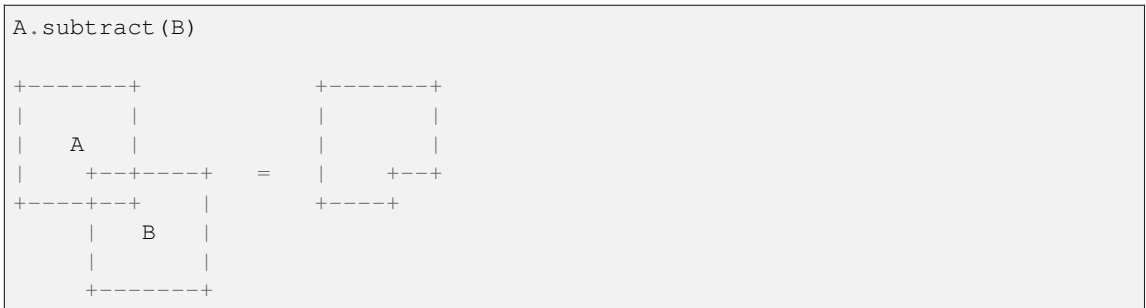 A.subtract(B)

+-------+            +-------+
|       |            |       |
|   A   |            |       |
|    +--+----+   =   |    +--+
+----+--+    |       +----+
     |   B   |
     |       |
     +-------+